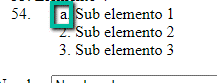 54. a. Sub elemento 1
2. Sub elemento 2
3. Sub elemento 3